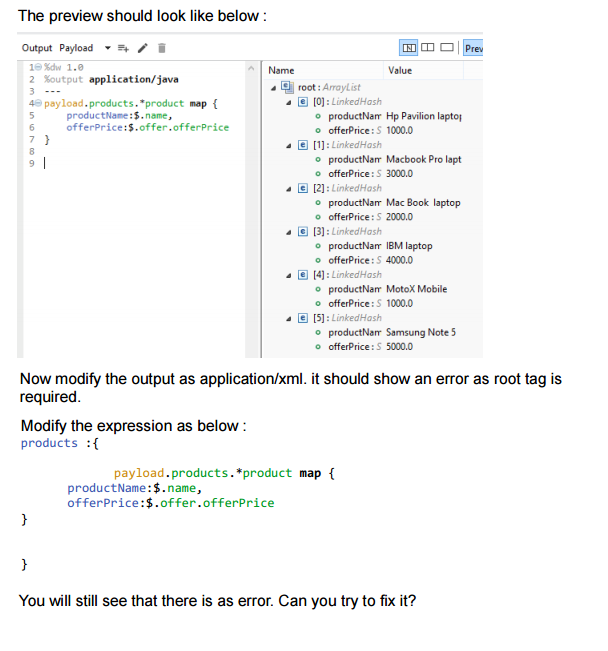 The preview should look like below :
Output Payload
Prev
1 %dw 1.0
2 %output application/java
3 ---
4 payload.products.*product map {
5 productName:$.name,
6 offerPrice:$.offer.offerPrice
7 }
8
9
Name Value
root : ArrayList
[0] : LinkedHash
productNam Hp Pavilion laptop
offerPrice : S 1000.0
[1] : LinkedHash
productNam Macbook Pro lapt
offerPrice : S 3000.0
[2] : LinkedHash
productNam Mac Book laptop
offerPrice : S 2000.0
[3] : LinkedHash
productNam IBM laptop
offerPrice : S 4000.0
[4] : LinkedHash
productNam MotoX Mobile
offerPrice : S 1000.0
[5] : LinkedHash
productNam Samsung Note 5
offerPrice : S 5000.0
Now modify the output as application/xml. it should show an error as root tag is
required.
Modify the expression as below :
products :{
payload.products.*product map {
productName:$.name,
offerPrice:$.offer.offerPrice
}
}
You will still see that there is as error. Can you try to fix it?